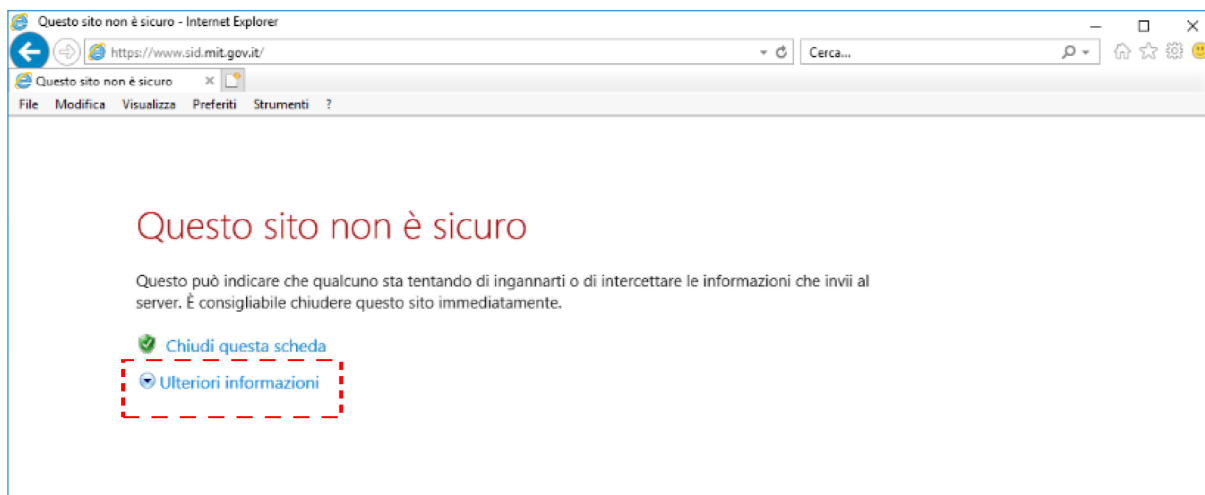 Questo sito non è sicuro - Internet Explorer
https://www.sid.mit.gov.it/
Cerca...
Questo sito non è sicuro
File Modifica Visualizza Preferiti Strumenti ?
Questo sito non è sicuro
Questo può indicare che qualcuno sta tentando di ingannarti o di intercettare le informazioni che invii al
server. È consigliabile chiudere questo sito immediatamente.
Chiudi questa scheda
Ulteriori informazioni